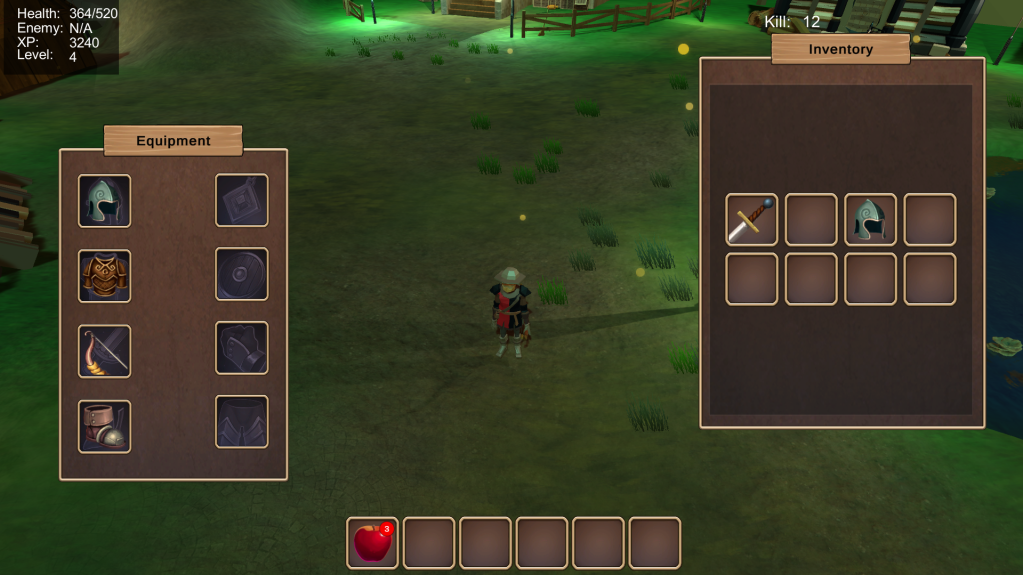 Health: 364/520
Enemy: N/A
XP: 3240
Level: 4
Kill: 12
Inventory
Equipment
3